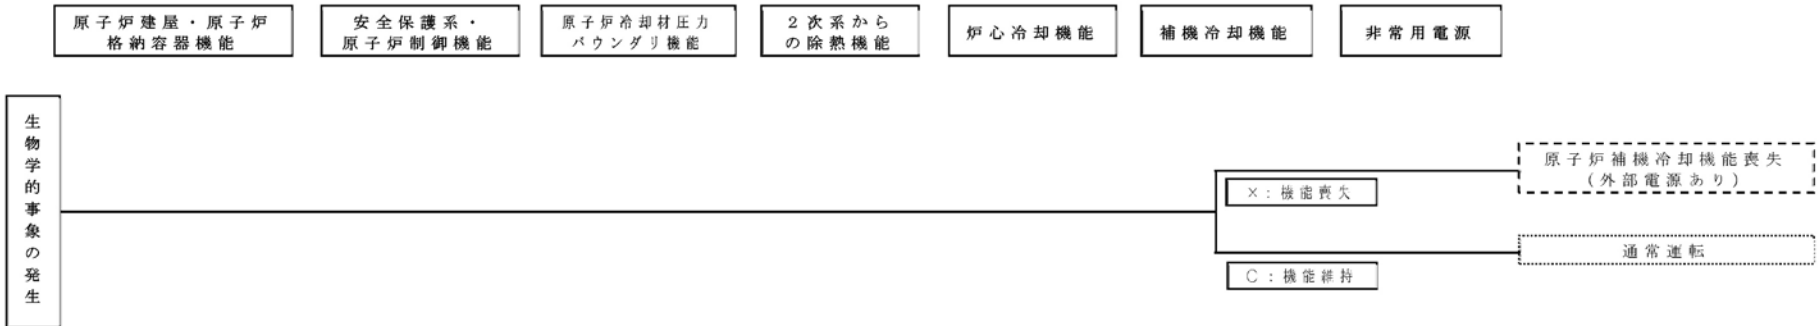 原子炉建屋・原子炉
格納容器機能
安全保護系・
原子炉制御機能
原子炉冷却材圧力
バウンダリ機能
2次系から
の除熱機能
炉心冷却機能
補機冷却機能
非常用電源
生物学的事象の発生
×：機能喪失
C：機能維持
原子炉補機冷却機能喪失
(外部電源あり)
通常運転